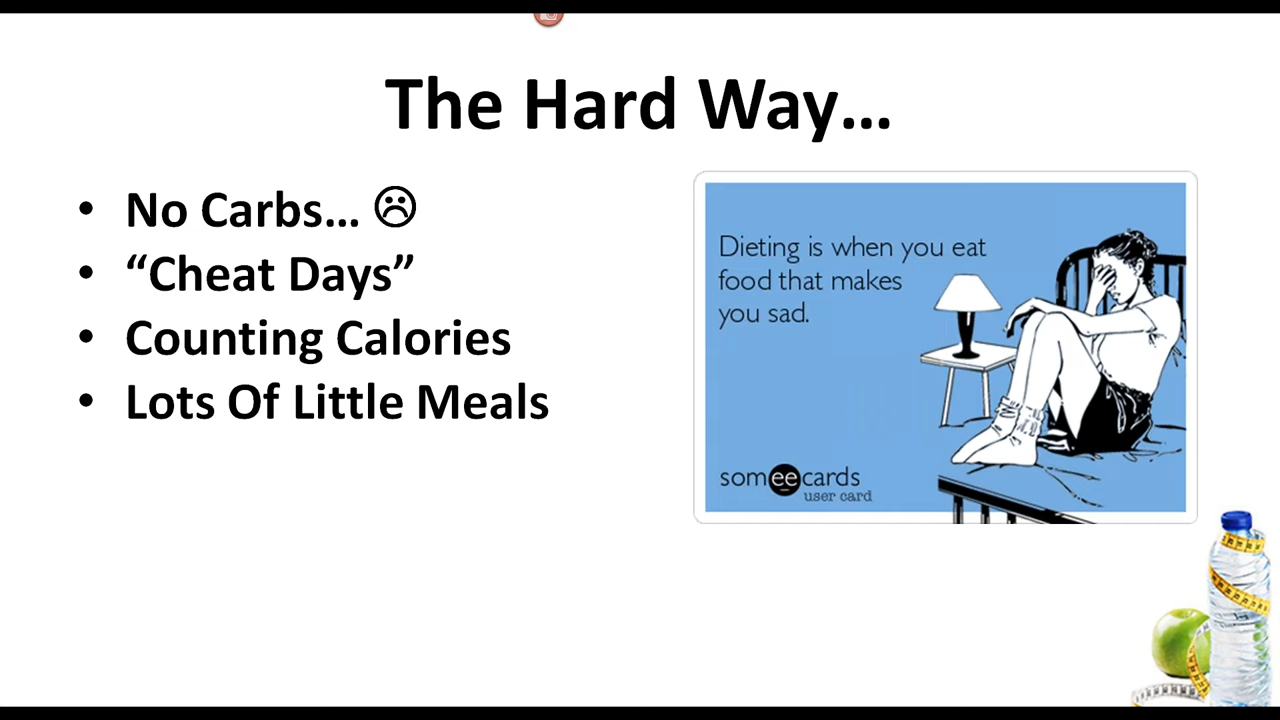 The Hard Way...
• No Carbs... ☹
• “Cheat Days”
• Counting Calories
• Lots Of Little Meals
Dieting is when you eat
food that makes
you sad.
someecards
user card